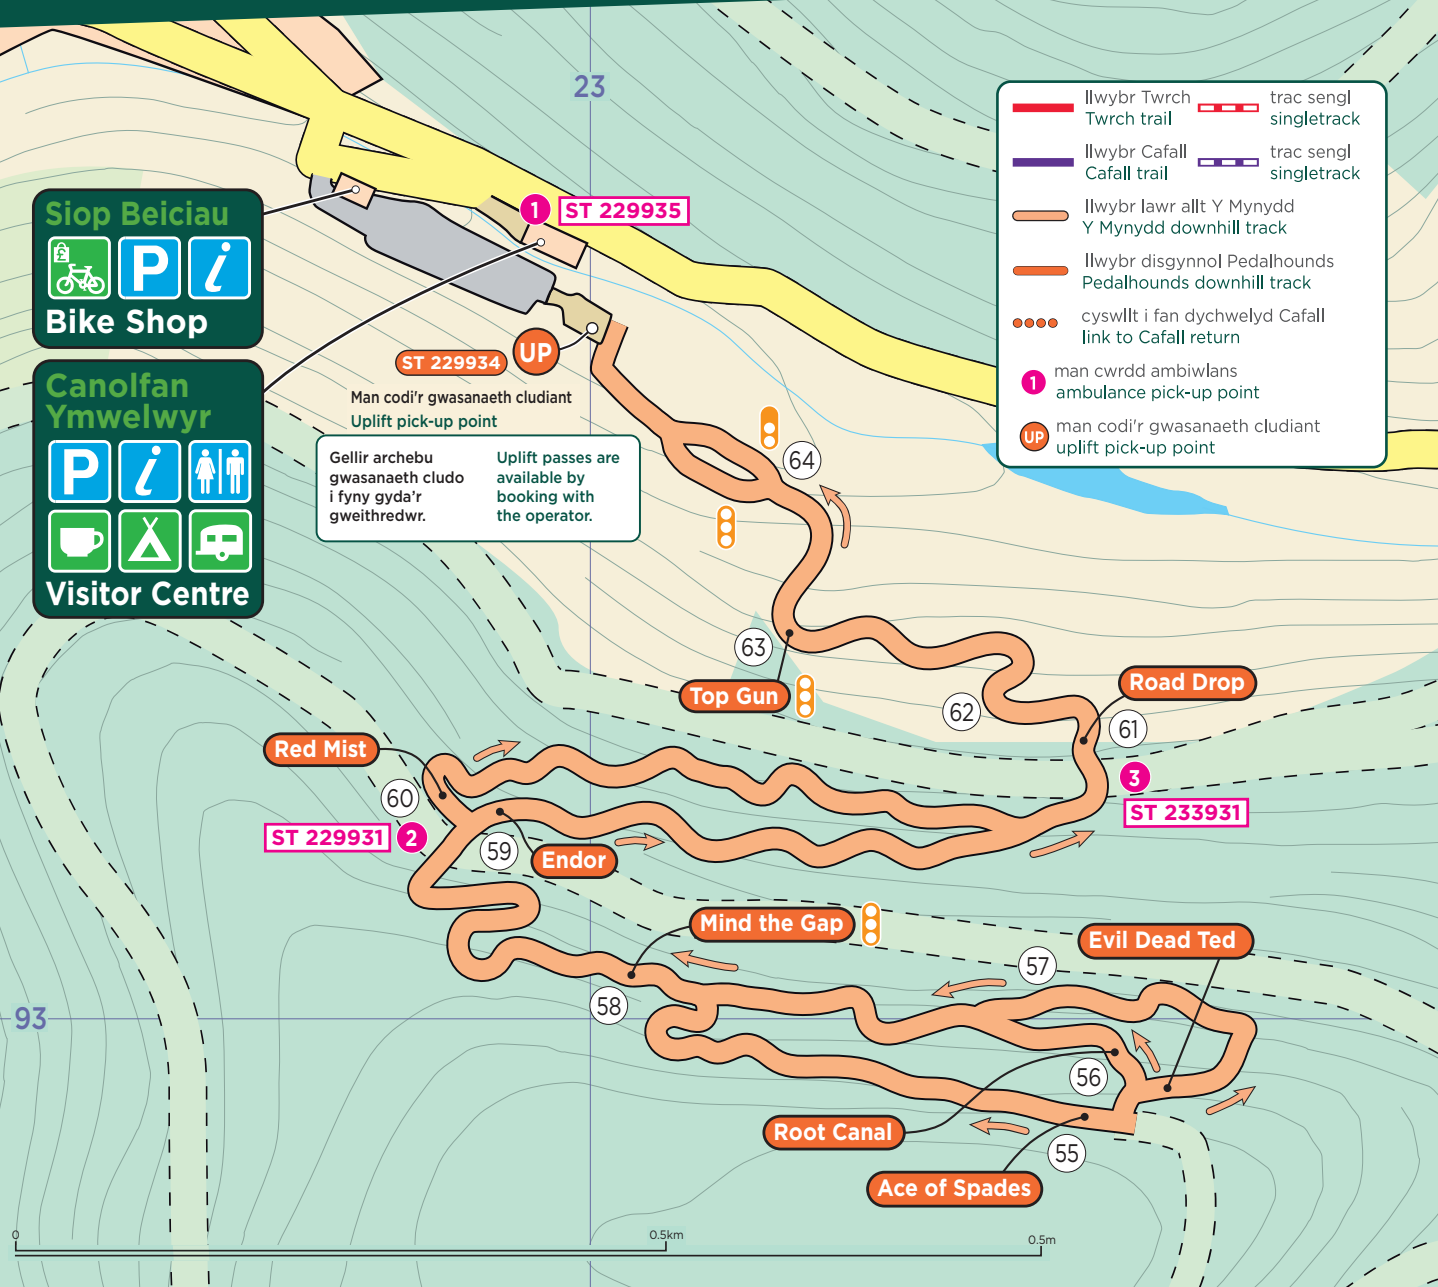 23
llwybr Twrch
Twrch trail
trac sengl
singletrack
llwybr Cafall
Cafall trail
trac sengl
singletrack
llwybr lawr allt Y Mynydd
Y Mynydd downhill track
llwybr disgynnol Pedalhounds
Pedalhounds downhill track
cyswllt i fan dychwelyd Cafall
link to Cafall return
1
man cwrdd ambiwlans
ambulance pick-up point
UP
man codi'r gwasanaeth cludiant
uplift pick-up point
Siop Beiciau
£
P
i
Bike Shop
1
ST 229935
Canolfan
Ymwelwyr
P
i
Visitor Centre
ST 229934
UP
Man codi'r gwasanaeth cludiant
Uplift pick-up point
Gellir archebu
gwasanaeth cludo
i fyny gyda'r
gweithredwr.
Uplift passes are
available by
booking with
the operator.
64
63
Top Gun
62
Road Drop
61
3
ST 233931
Red Mist
60
ST 229931
2
59
Endor
Mind the Gap
Evil Dead Ted
57
58
93
56
Root Canal
55
Ace of Spades
0
0.5km
0.5m